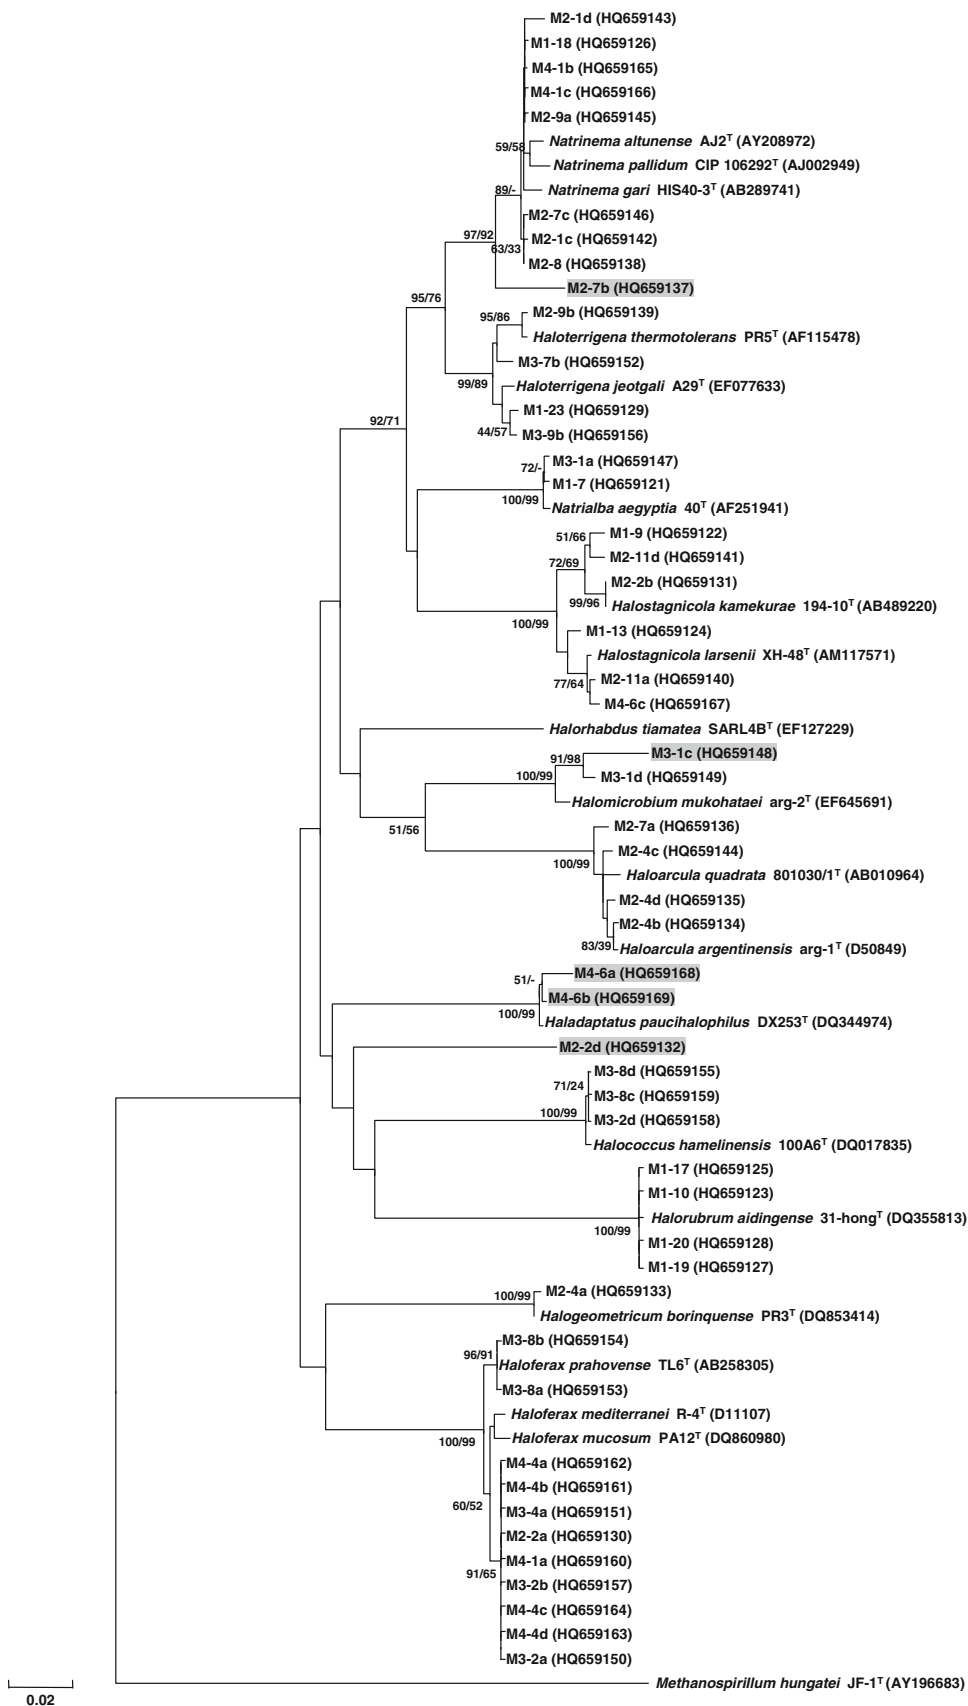 M2-1d (HQ659143)
M1-18 (HQ659126)
M4-1b (HQ659165)
M4-1c (HQ659166)
M2-9a (HQ659145)
59/58
Natrinema altunense AJ2ᵀ (AY208972)
Natrinema pallidum CIP 106292ᵀ (AJ002949)
89/-
Natrinema gari HIS40-3ᵀ (AB289741)
M2-7c (HQ659146)
97/92
M2-1c (HQ659142)
63/33
M2-8 (HQ659138)
M2-7b (HQ659137)
95/76
M2-9b (HQ659139)
95/86
Haloterrigena thermotolerans PR5ᵀ (AF115478)
M3-7b (HQ659152)
99/89
Haloterrigena jeotgali A29ᵀ (EF077633)
M1-23 (HQ659129)
92/71
44/57
M3-9b (HQ659156)
M3-1a (HQ659147)
72/-
M1-7 (HQ659121)
100/99
Natrialba aegyptia 40ᵀ (AF251941)
M1-9 (HQ659122)
51/66
M2-11d (HQ659141)
72/69
M2-2b (HQ659131)
99/96
Halostagnicola kamekurae 194-10ᵀ (AB489220)
100/99
M1-13 (HQ659124)
Halostagnicola larsenii XH-48ᵀ (AM117571)
M2-11a (HQ659140)
77/64
M4-6c (HQ659167)
Halorhabdus tiamatea SARL4Bᵀ (EF127229)
M3-1c (HQ659148)
91/98
100/99
M3-1d (HQ659149)
Halomicrobium mukohataei arg-2ᵀ (EF645691)
51/56
M2-7a (HQ659136)
M2-4c (HQ659144)
100/99
Haloarcula quadrata 801030/1ᵀ (AB010964)
M2-4d (HQ659135)
M2-4b (HQ659134)
83/39
Haloarcula argentinensis arg-1ᵀ (D50849)
M4-6a (HQ659168)
51/-
M4-6b (HQ659169)
100/99
Haladaptatus paucihalophilus DX253ᵀ (DQ344974)
M2-2d (HQ659132)
M3-8d (HQ659155)
71/24
M3-8c (HQ659159)
100/99
M3-2d (HQ659158)
Halococcus hamelinensis 100A6ᵀ (DQ017835)
M1-17 (HQ659125)
M1-10 (HQ659123)
Halorubrum aidingense 31-hongᵀ (DQ355813)
100/99
M1-20 (HQ659128)
M1-19 (HQ659127)
M2-4a (HQ659133)
100/99
Halogeometricum borinquense PR3ᵀ (DQ853414)
M3-8b (HQ659154)
96/91
Haloferax prahovense TL6ᵀ (AB258305)
M3-8a (HQ659153)
Haloferax mediterranei R-4ᵀ (D11107)
100/99
Haloferax mucosum PA12ᵀ (DQ860980)
M4-4a (HQ659162)
M4-4b (HQ659161)
60/52
M3-4a (HQ659151)
M2-2a (HQ659130)
M4-1a (HQ659160)
91/65
M3-2b (HQ659157)
M4-4c (HQ659164)
M4-4d (HQ659163)
M3-2a (HQ659150)
Methanospirillum hungatei JF-1ᵀ (AY196683)
0.02